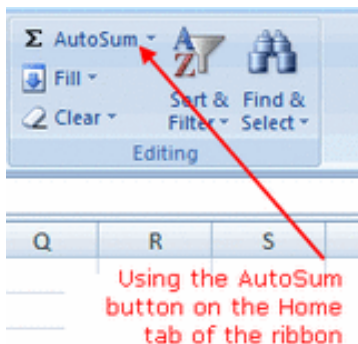 Σ AutoSum
Fill
Clear
A
Z
Sort &
Filter
Find &
Select
Editing
Q R S
Using the AutoSum
button on the Home
tab of the ribbon